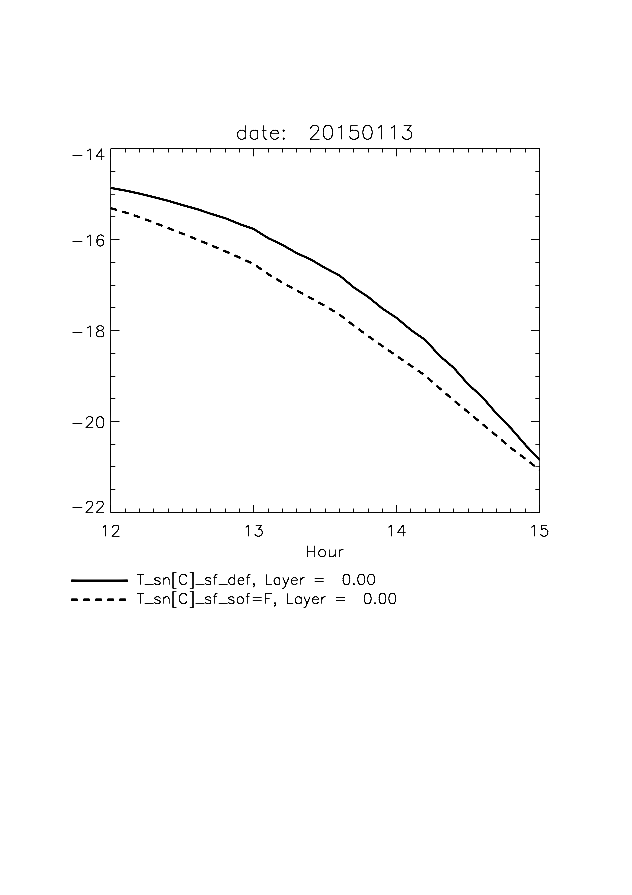 date: 20150113
-14
-16
-18
-20
-22
12 13 14 15
Hour
T_sn[C]_sf_def, Layer = 0.00
T_sn[C]_sf_sof=F, Layer = 0.00